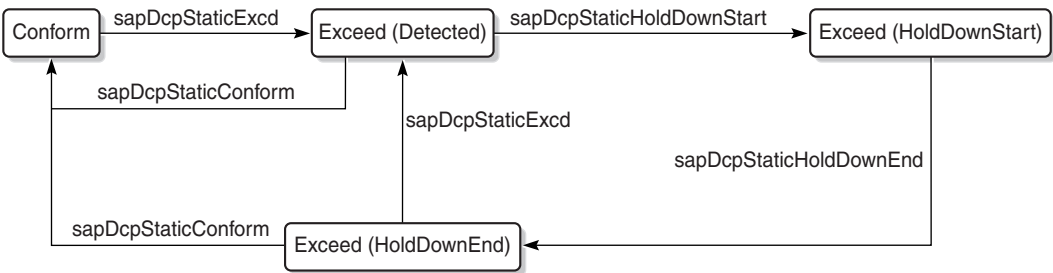 Conform
sapDcpStaticExcd
Exceed (Detected)
sapDcpStaticHoldDownStart
Exceed (HoldDownStart)
sapDcpStaticConform
sapDcpStaticExcd
sapDcpStaticHoldDownEnd
sapDcpStaticConform
Exceed (HoldDownEnd)